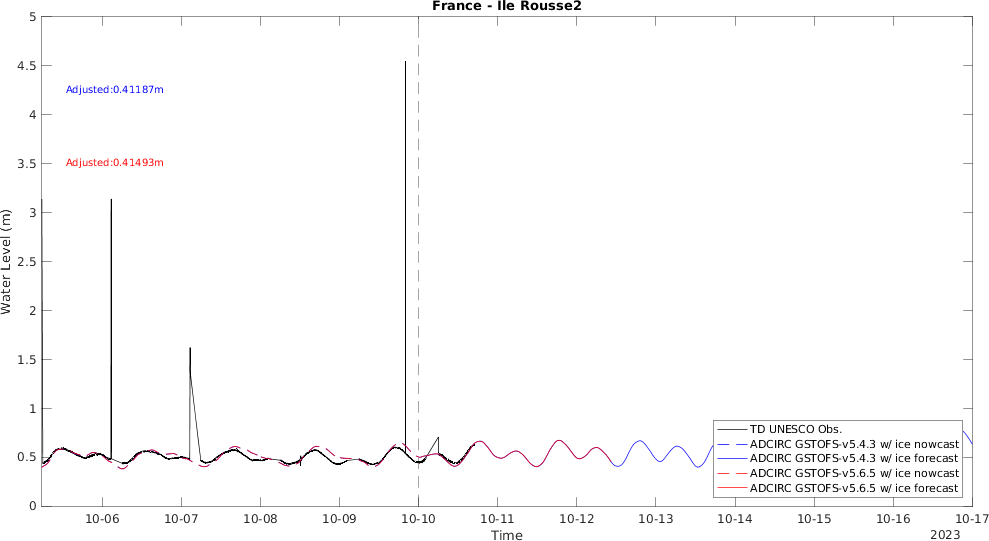 France - Ile Rousse2
5
4.5
4
3.5
3
2.5
2
1.5
1
0.5
0
Water Level (m)
Adjusted:0.41187m
Adjusted:0.41493m
TD UNESCO Obs.
ADCIRC GSTOFS-v5.4.3 w/ ice nowcast
ADCIRC GSTOFS-v5.4.3 w/ ice forecast
ADCIRC GSTOFS-v5.6.5 w/ ice nowcast
ADCIRC GSTOFS-v5.6.5 w/ ice forecast
10-06 10-07 10-08 10-09 10-10 10-11 10-12 10-13 10-14 10-15 10-16 10-17
Time
2023